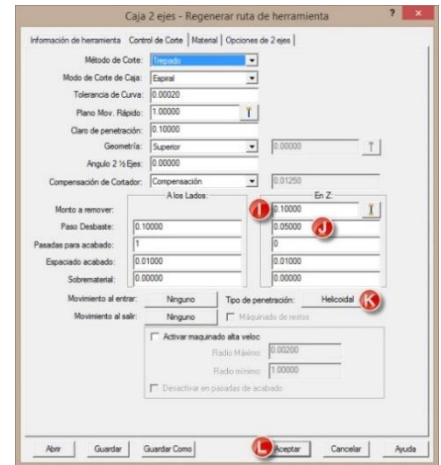 Caja 2 ejes - Regenerar ruta de herramienta ? ×
Información de herramienta Control de Corte Material Opciones de 2 ejes
Método de Corte: Trepado
Modo de Corte de Caja: Espiral
Tolerancia de Curva: 0.00020
Plano Mov. Rápido: 1.00000
Claro de penetración: 0.10000
Geometría: Superior 0.00000
Angulo 2 ½ Ejes: 0.00000
Compensación de Cortador: Compensación 0.01250
A los Lados: En Z:
Monto a remover: I 0.10000
Paso Desbaste: 0.10000 0.05000 J
Pasadas para acabado: 1 0
Espaciado acabado: 0.01000 0.01000
Sobrematerial: 0.00000 0.00000
Movimiento al entrar: Ninguno Tipo de penetración: Helicoidal K
Movimiento al salir: Ninguno Máquinado de restos
Activar maquinado alta veloc
Radio Máximo: 0.00200
Radio mínimo: 1.00000
Desactivar en pasadas de acabado
Abrir Guardar Guardar Como L Aceptar Cancelar Ayuda